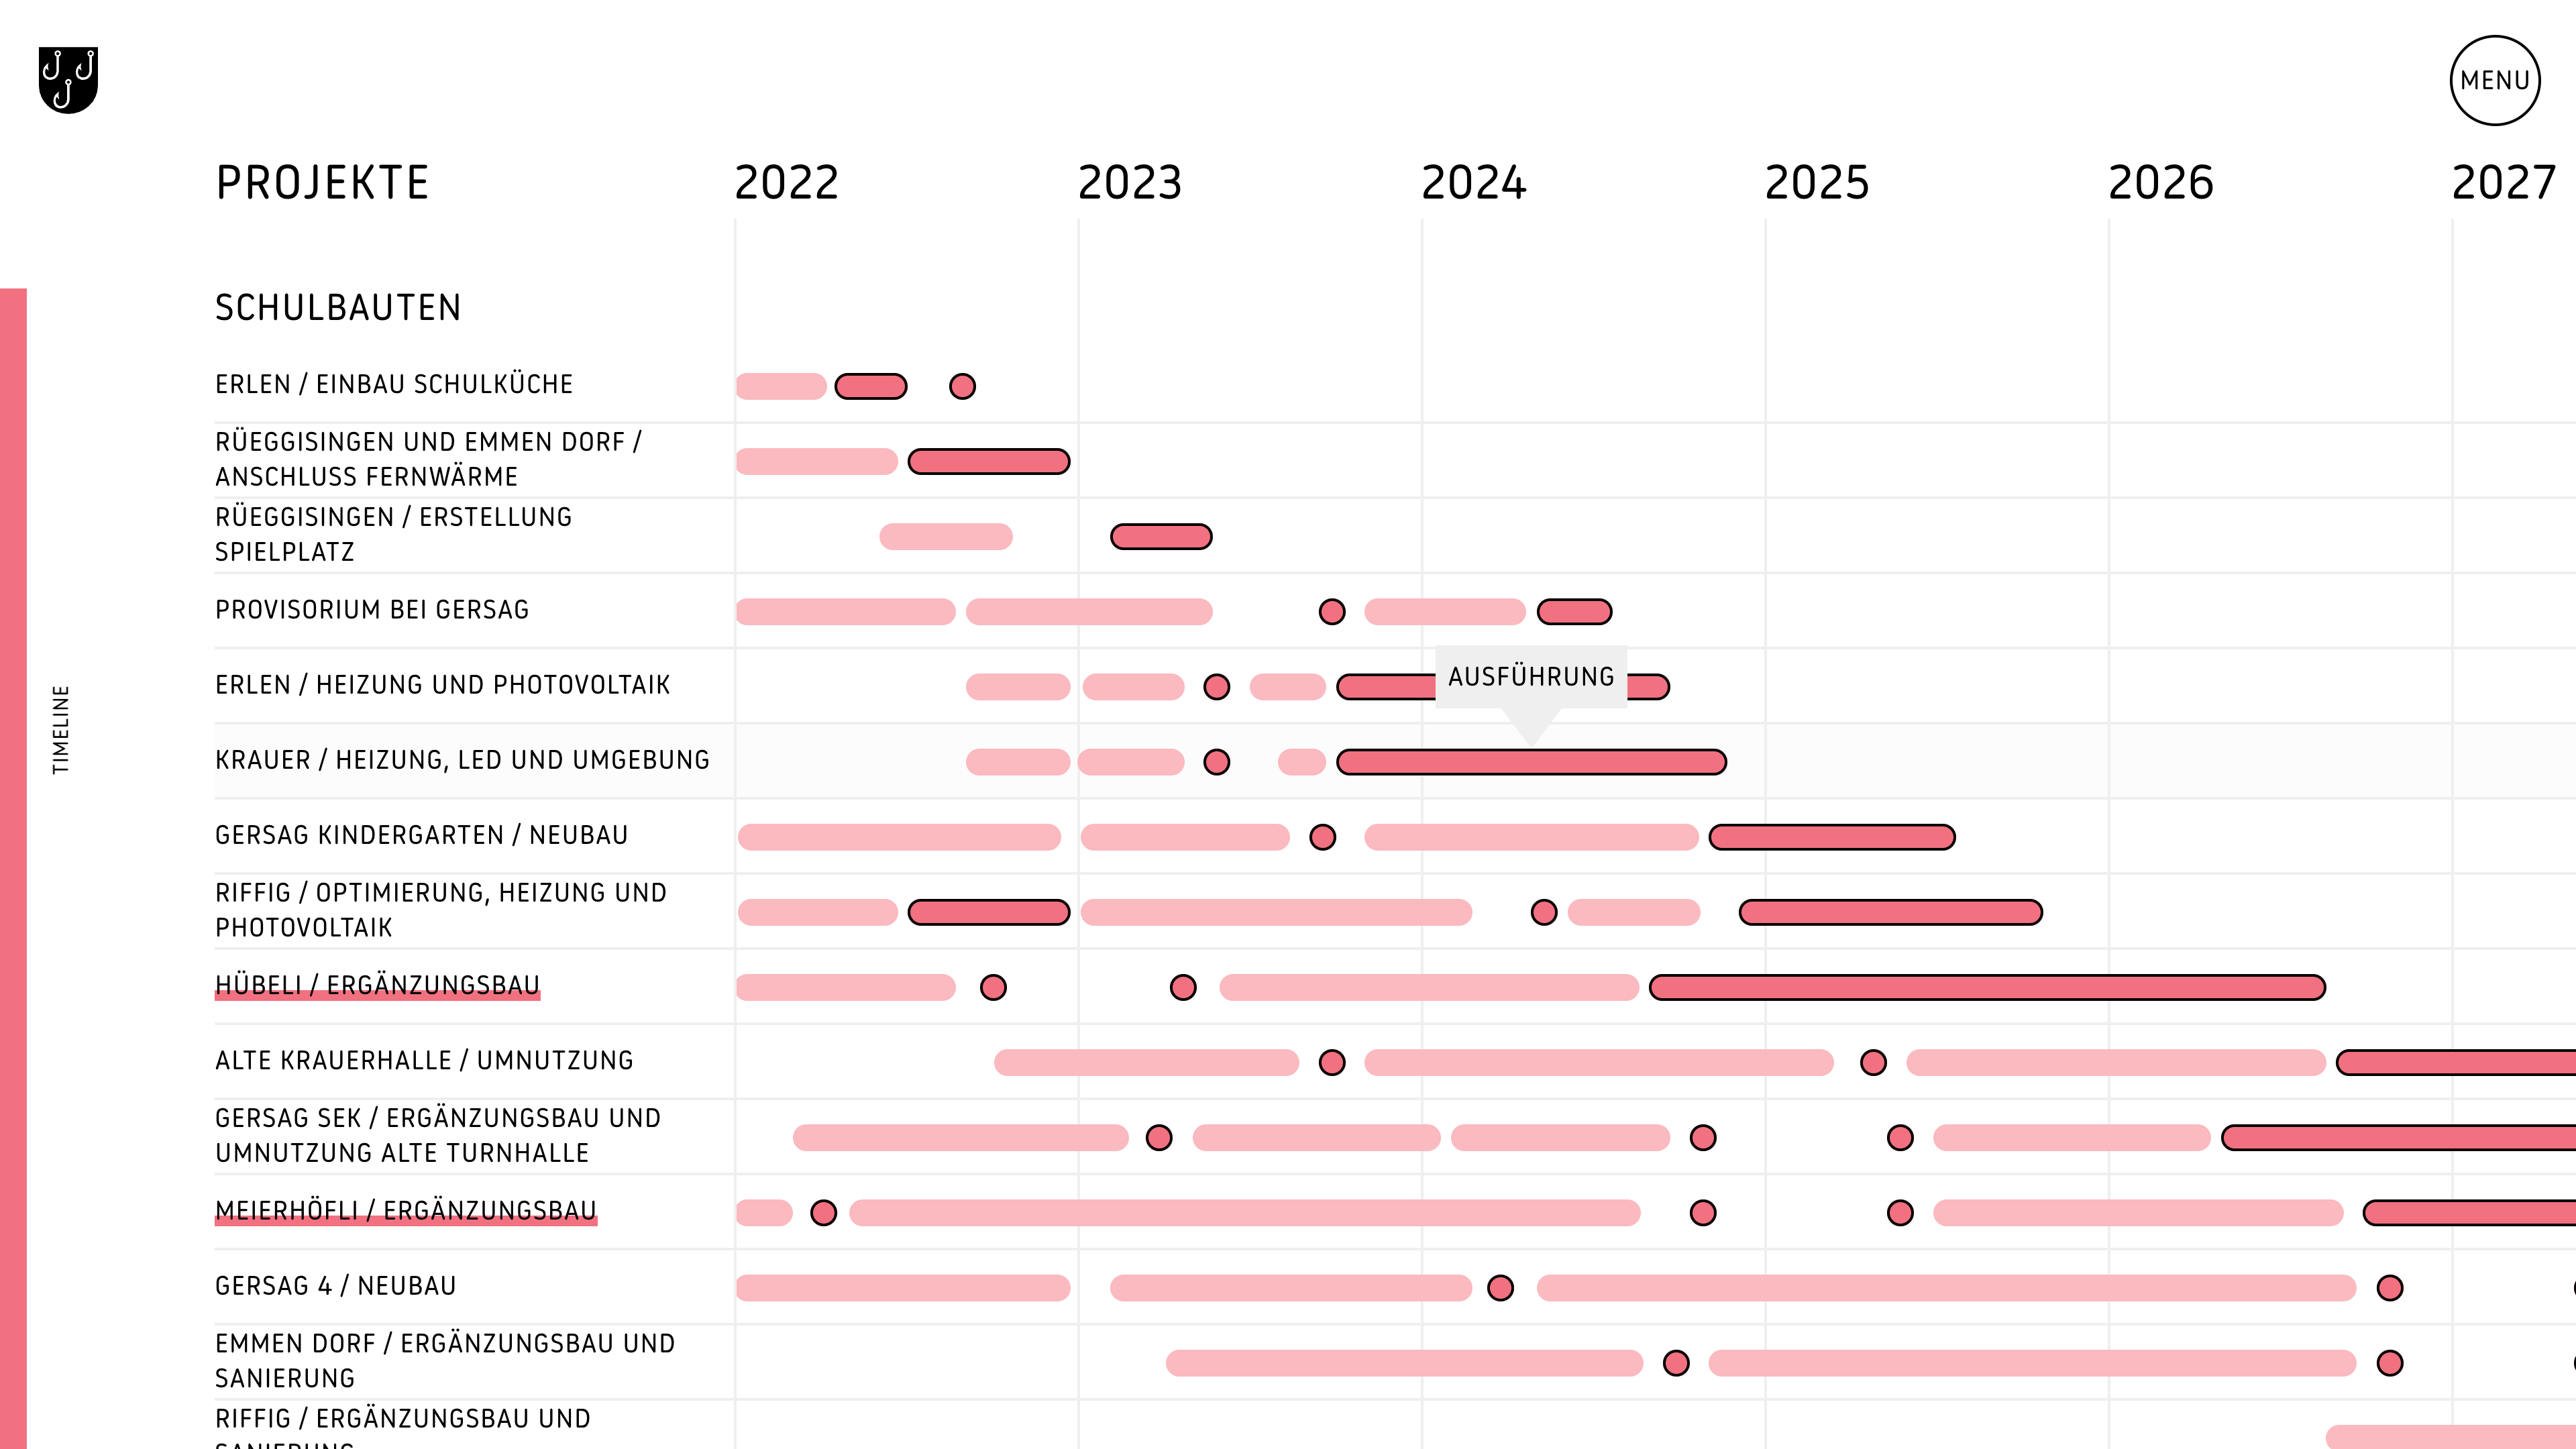 MENU
PROJEKTE
2022
2023
2024
2025
2026
2027
SCHULBAUTEN
ERLEN / EINBAU SCHULKÜCHE
RÜEGGISINGEN UND EMMEN DORF /
ANSCHLUSS FERNWÄRME
RÜEGGISINGEN / ERSTELLUNG
SPIELPLATZ
PROVISORIUM BEI GERSAG
ERLEN / HEIZUNG UND PHOTOVOLTAIK
AUSFÜHRUNG
TIMELINE
KRAUER / HEIZUNG, LED UND UMGEBUNG
GERSAG KINDERGARTEN / NEUBAU
RIFFIG / OPTIMIERUNG, HEIZUNG UND
PHOTOVOLTAIK
HÜBELI / ERGÄNZUNGSBAU
ALTE KRAUERHALLE / UMNUTZUNG
GERSAG SEK / ERGÄNZUNGSBAU UND
UMNUTZUNG ALTE TURNHALLE
MEIERHÖFLI / ERGÄNZUNGSBAU
GERSAG 4 / NEUBAU
EMMEN DORF / ERGÄNZUNGSBAU UND
SANIERUNG
RIFFIG / ERGÄNZUNGSBAU UND
SANIERUNG